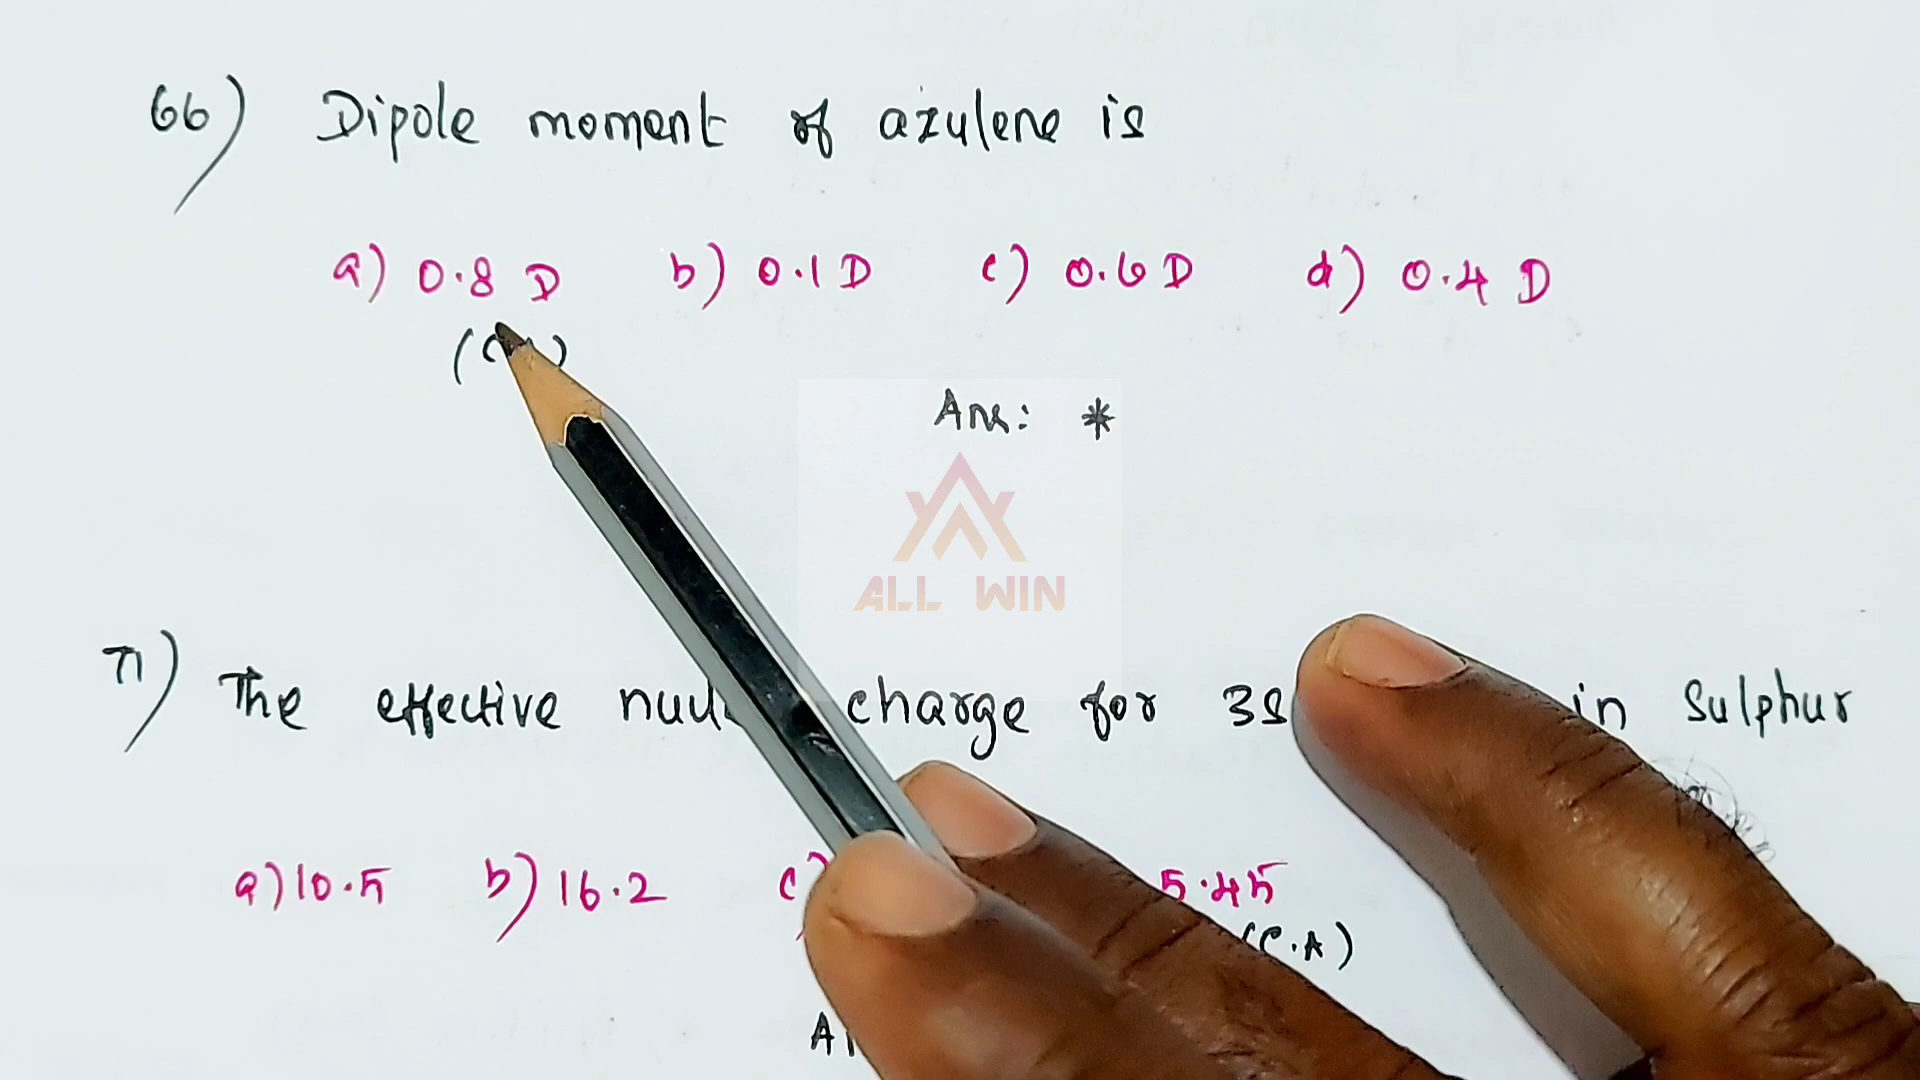 66) Dipole moment of azulene is
a) 0.8 D b) 0.1 D c) 0.6 D d) 0.4 D
Ans: *
ALL WIN
71) The effective charge for 3s in Sulphur
a) 10.5 b) 16.2 c) 5.45
(C.A)